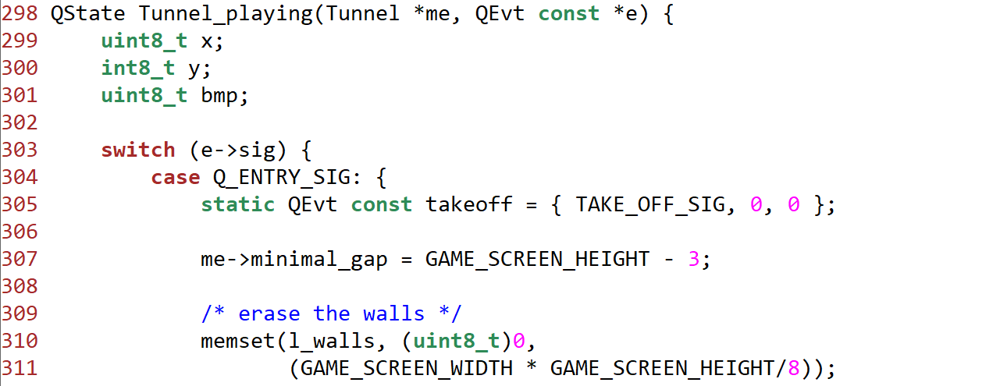 298 QState Tunnel_playing(Tunnel *me, QEvt const *e) {
299     uint8_t x;
300     int8_t y;
301     uint8_t bmp;
302
303     switch (e->sig) {
304         case Q_ENTRY_SIG: {
305             static QEvt const takeoff = { TAKE_OFF_SIG, 0, 0 };
306
307             me->minimal_gap = GAME_SCREEN_HEIGHT - 3;
308
309             /* erase the walls */
310             memset(l_walls, (uint8_t)0,
311                    (GAME_SCREEN_WIDTH * GAME_SCREEN_HEIGHT/8));